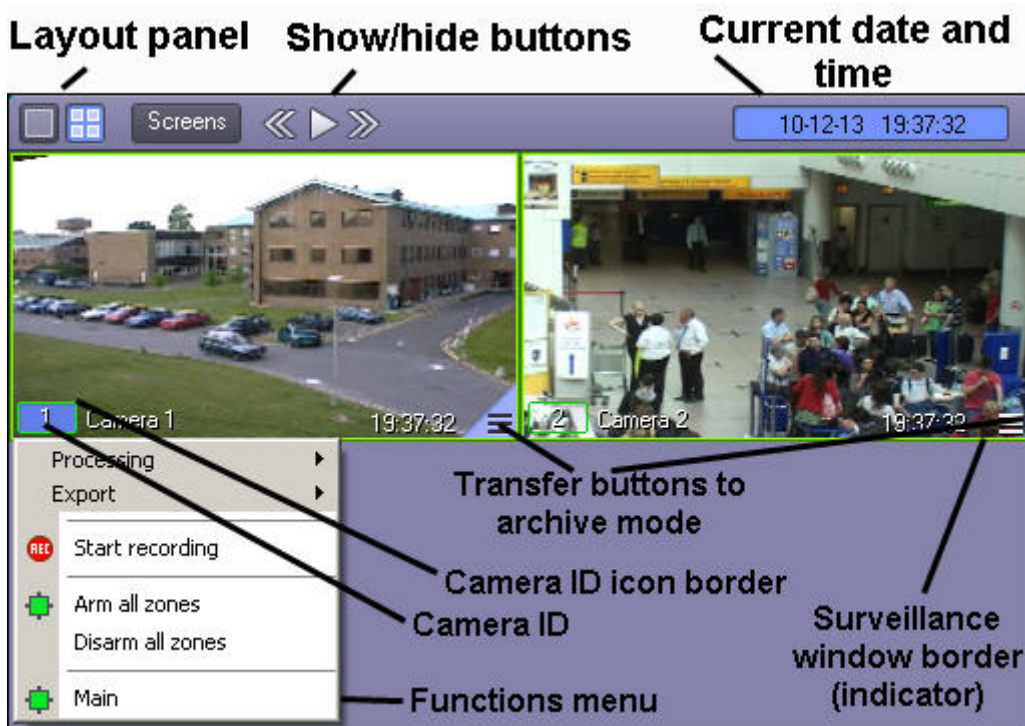 Layout panel
Show/hide buttons
Current date and
time
Screens
10-12-13 19:37:32
1 Camera 1 19:37:32
2 Camera 2 19:37:32
Processing
Export
REC Start recording
Arm all zones
Disarm all zones
Main
Transfer buttons to
archive mode
Camera ID icon border
Camera ID
Functions menu
Surveillance
window border
(indicator)